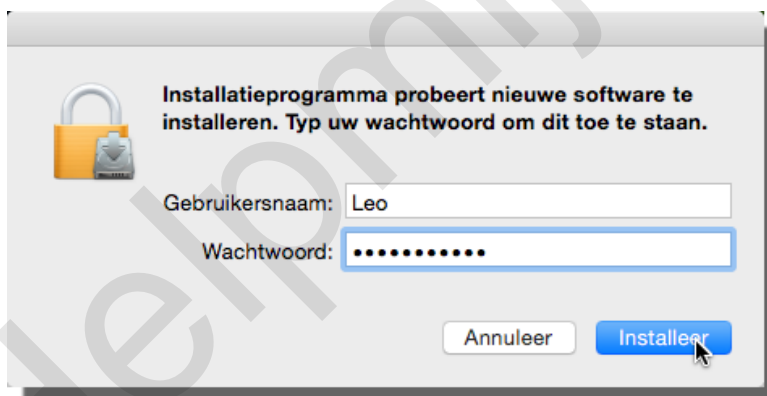 Installatieprogramma probeert nieuwe software te
installeren. Typ uw wachtwoord om dit toe te staan.
Gebruikersnaam: Leo
Wachtwoord: •••••••••••
Annuleer Installeer